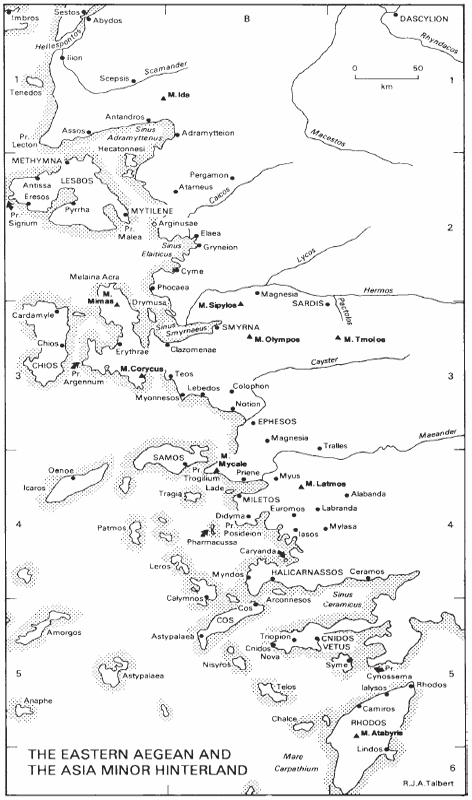 Sestos
Imbros
Abydos
B
DASCYLION
Hellespontos
Rhyndacos
Ilion
Scamander
Scepsis
0 50
km
1
1
Tenedos
M. Ida
Antandros
Sinus
Adramyttenus
Assos
Adramytteion
Pr.
Lecton
Macestos
Hecatonnesi
METHYMNA
LESBOS
Pergamon
Antissa
Eresos
Atarneus
Caicos
Pyrrha
MYTILENE
Pr.
Signum
Pr.
Malea
Arginusae
2
Elaea
Sinus
Elaiticus
Gryneion
Lycos
Cyme
Melaina Acra
Phocaea
Hermos
M.
Mimas
Drymusa
M. Sipylos
Magnesia
SARDIS
Pactolos
Cardamyle
Sinus
Smyrnaeus
SMYRNA
M. Olympos
M. Tmolos
Chios
Erythrae
Clazomenae
Cayster
CHIOS
Pr.
Argennum
M. Corycus
Teos
3
3
Lebedos
Colophon
Myonnesos
Notion
EPHESOS
Maeander
Magnesia
Tralles
SAMOS
M.
Mycale
Oenoe
Pr.
Trogilium
Priene
Myus
M. Latmos
Icaros
Lade
Tragia
MILETOS
Alabanda
Euromos
Labranda
4
4
Didyma
Patmos
Pr.
Posideion
Iasos
Mylasa
Pharmacussa
Caryanda
Leros
Myndos
HALICARNASSOS
Ceramos
Calymnos
Arconnesos
Sinus
Ceramicus
Cos
COS
Amorgos
Astypalaea
Triopion
CNIDOS
VETUS
Cnidos
Nova
Nisyros
Syme
Pr.
Cynossema
5
5
Astypalaea
Telos
Ialysos
Rhodos
Anaphe
Camiros
Chalce
RHODOS
M. Atabyris
Lindos
Mare
Carpathium
THE EASTERN AEGEAN AND
THE ASIA MINOR HINTERLAND
6
R.J.A. Talbert